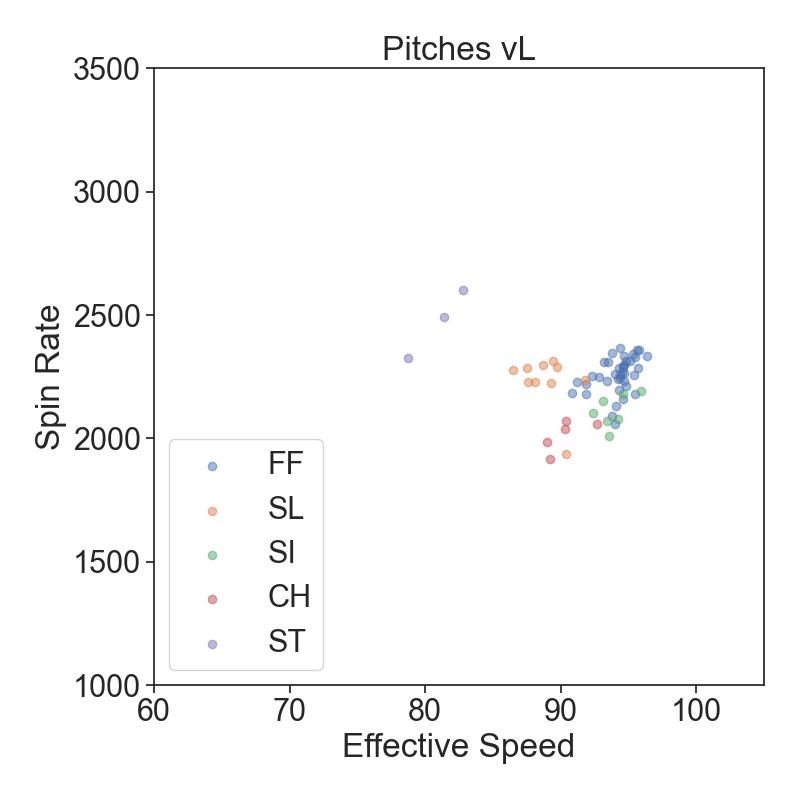 Pitches vL
3500
3000
2500
2000
1500
1000
Spin Rate
FF
SL
SI
CH
ST
60 70 80 90 100
Effective Speed